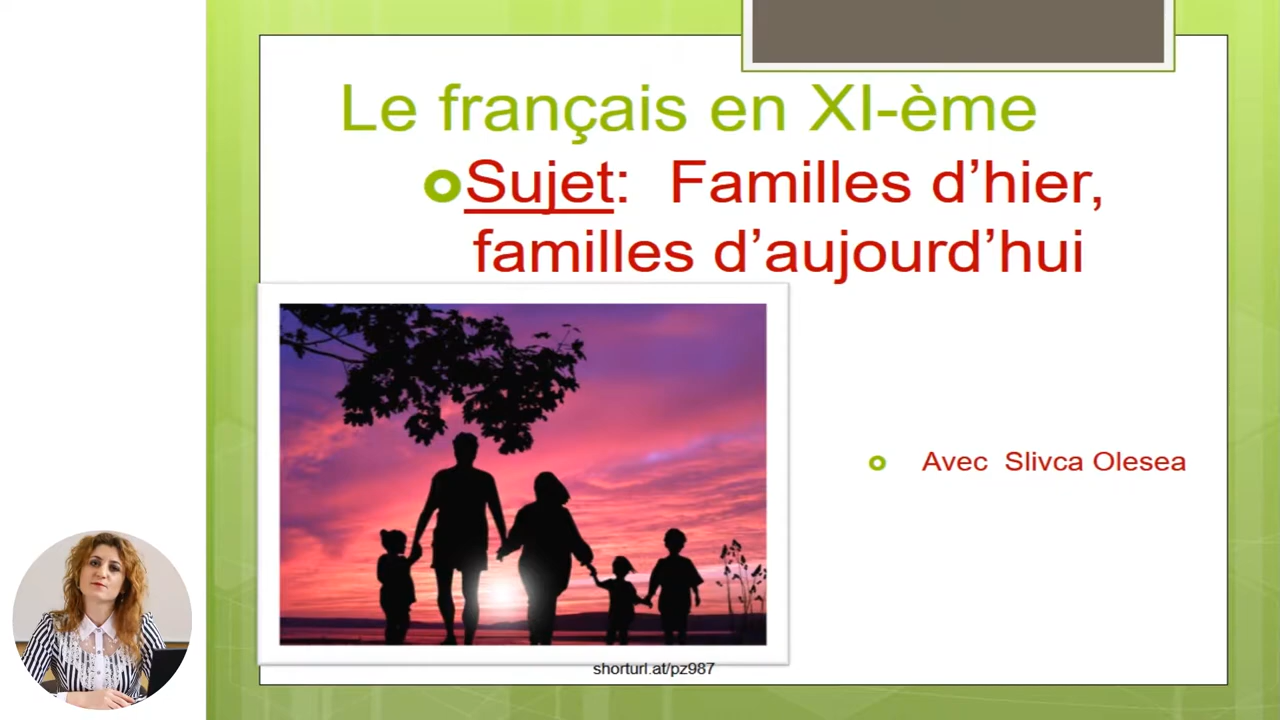 Le français en XI-ème
Sujet: Familles d’hier,
familles d’aujourd’hui
Avec Slivca Olesea
shorturl.at/pz987